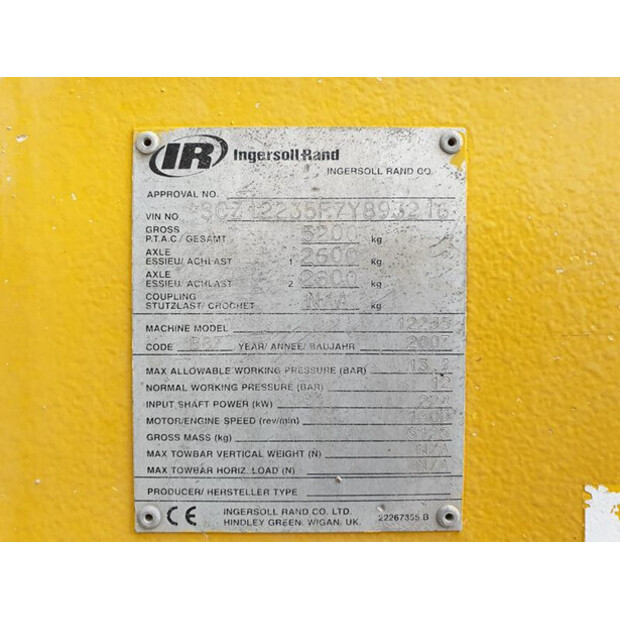 IR Ingersoll-Rand
INGERSOLL RAND CO.
APPROVAL NO.
VIN NO.
GROSS 5200
P.T.A.C./ GESAMT kg
AXLE 2600
ESSIEU/ ACHLAST 1 kg
AXLE 2600
ESSIEU/ ACHLAST 2 kg
COUPLING N/A
STUTZLAST/ CROCHET kg
MACHINE MODEL 12235
CODE YEAR/ ANNEE/ BAUJAHR 2007
MAX ALLOWABLE WORKING PRESSURE (BAR)
NORMAL WORKING PRESSURE (BAR) 12
INPUT SHAFT POWER (kW)
MOTOR/ENGINE SPEED (rev/min)
GROSS MASS (kg)
MAX TOWBAR VERTICAL WEIGHT (N) N/A
MAX TOWBAR HORIZ. LOAD (N) N/A
PRODUCER/ HERSTELLER TYPE
CE INGERSOLL RAND CO. LTD.
HINDLEY GREEN, WIGAN, UK. 22267355 B